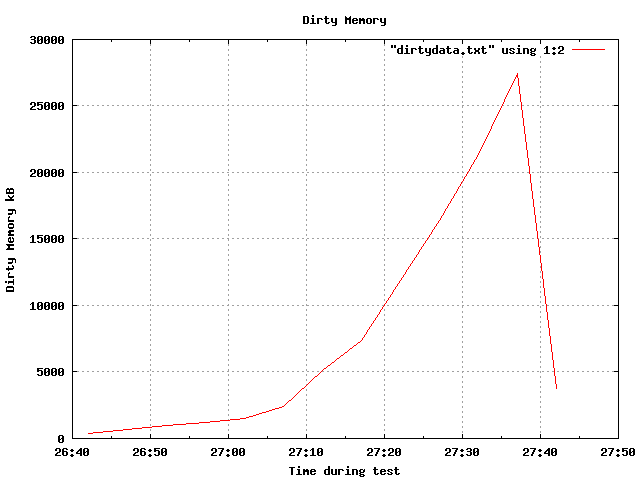 Dirty Memory
"dirtydata.txt" using 1:2
30000
25000
20000
15000
10000
5000
0
Dirty Memory kB
26:40 26:50 27:00 27:10 27:20 27:30 27:40 27:50
Time during test